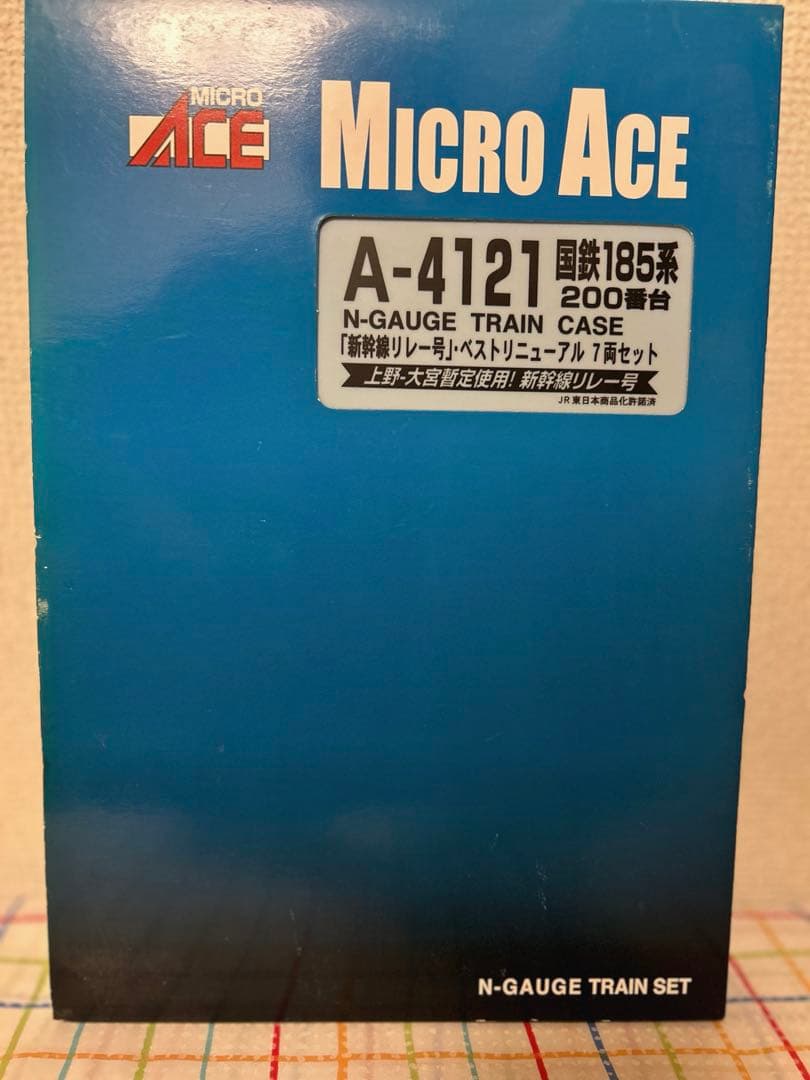 MICRO
ACE
MICRO ACE
A-4121 国鉄185系
200番台
N-GAUGE TRAIN CASE
「新幹線リレー号」・ベストリニューアル 7両セット
上野-大宮暫定使用! 新幹線リレー号
JR東日本商品化許諾済
N-GAUGE TRAIN SET